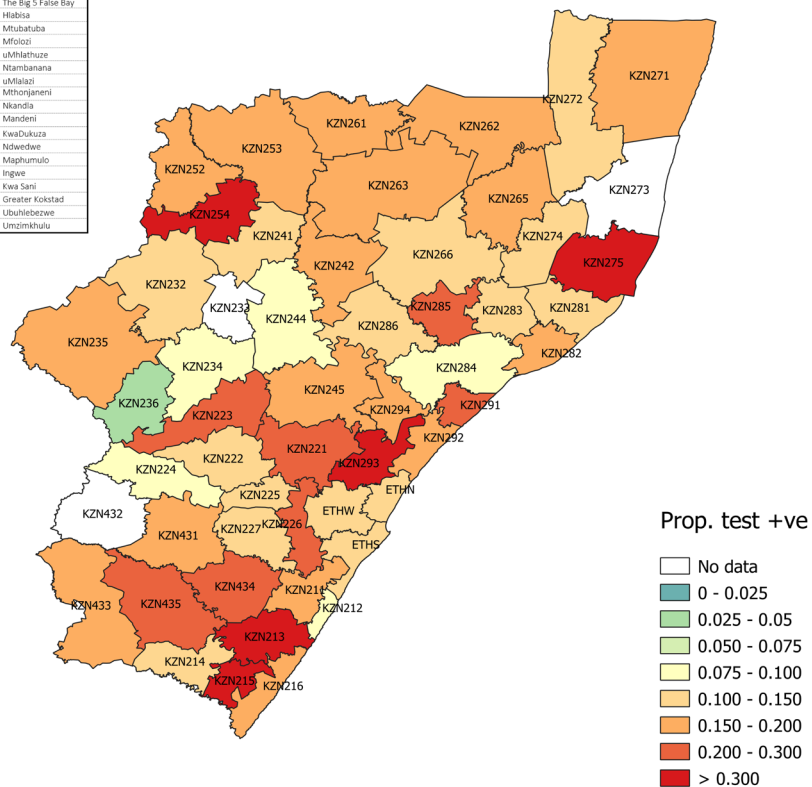 The Big 5 False Bay
Hlabisa
Mtubatuba
Mfolozi
uMhlathuze
Ntambanana
uMlalazi
Mthonjaneni
Nkandla
Mandeni
KwaDukuza
Ndwedwe
Maphumulo
Ingwe
Kwa Sani
Greater Kokstad
Ubuhlebezwe
Umzimkhulu
KZN271
KZN272
KZN261
KZN262
KZN253
KZN252
KZN263
KZN273
KZN265
KZN254
KZN241
KZN274
KZN266
KZN242
KZN275
KZN232
KZN233
KZN285
KZN283
KZN281
KZN244
KZN286
KZN235
KZN282
KZN234
KZN284
KZN245
KZN236
KZN291
KZN294
KZN223
KZN292
KZN221
KZN222
KZN293
KZN224
ETHN
KZN225
ETHW
KZN432
KZN226
KZN227
KZN431
ETHS
KZN434
KZN211
KZN435
KZN433
KZN212
KZN213
KZN214
KZN215
KZN216
Prop. test +ve
No data
0 - 0.025
0.025 - 0.05
0.050 - 0.075
0.075 - 0.100
0.100 - 0.150
0.150 - 0.200
0.200 - 0.300
> 0.300